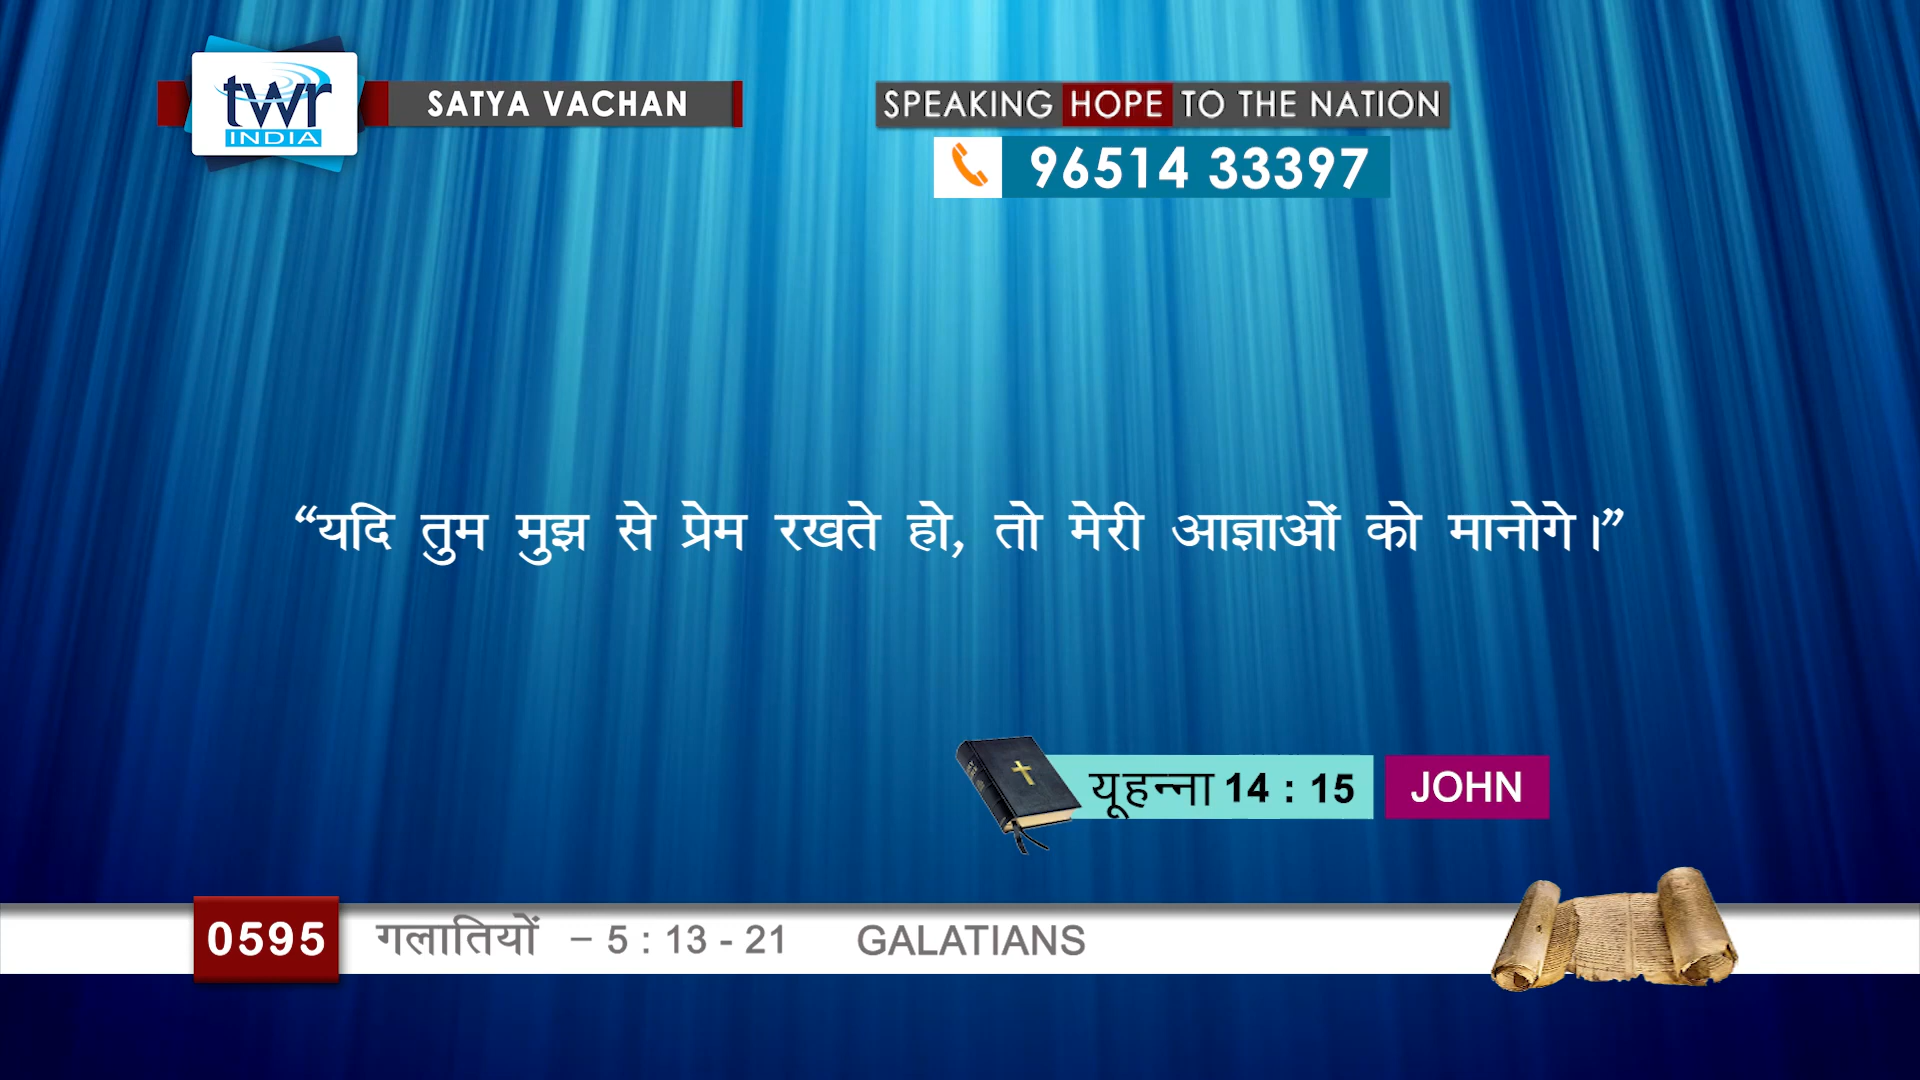 twr
INDIA
SATYA VACHAN
SPEAKING HOPE TO THE NATION
96514 33397
“यदि तुम मुझ से प्रेम रखते हो, तो मेरी आज्ञाओं को मानोगे।”
यूहन्ना 14 : 15 JOHN
0595 गलातियों – 5 : 13 - 21 GALATIANS